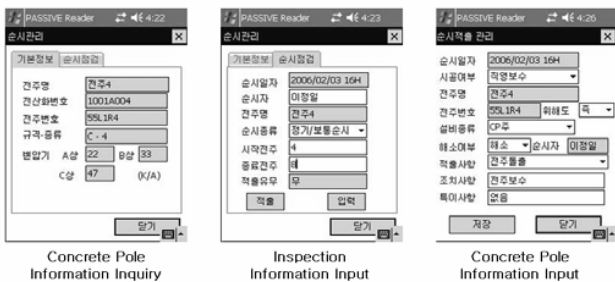 PASSIVE Reader 4:22
순시관리
기본정보 순시점검
전주명 전주4
전산화번호 1001A004
전주번호 55L1R4
규격-종류 C - 4
변압기 A상 22 B상 33
C상 47 (K/A)
닫기
Concrete Pole
Information Inquiry
PASSIVE Reader 4:23
순시관리
기본정보 순시점검
순시일자 2006/02/03 16H
순시자 이정일
전주명 전주4
순시종류 정기/보통순시
시작전주 4
종료전주 8
적출유무 무
적출 입력
닫기
Inspection
Information Input
PASSIVE Reader 4:26
순시적출 관리
순시일자 2006/02/03 16H
시공여부 직영보수
전주명 전주4
전주번호 55L1R4 위해도 즉
설비종류 CP주
해소여부 해소 순시자 이정일
적출사항 전주돌출
조치사항 전주보수
특이사항 없음
저장 닫기
Concrete Pole
Information Input